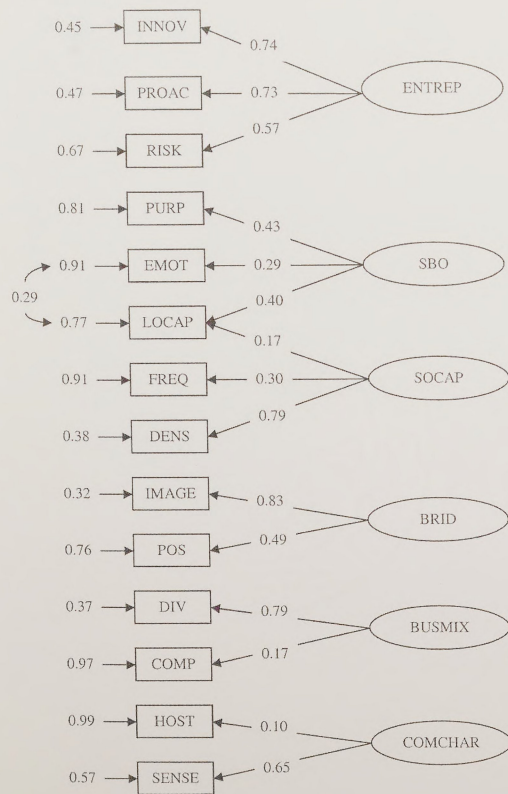 0.45 INNOV
0.74
0.47 PROAC 0.73 ENTREP
0.57
0.67 RISK
0.81 PURP
0.43
0.91 EMOT 0.29 SBO
0.29
0.40
0.77 LOCAP
0.17
0.91 FREQ 0.30 SOCAP
0.79
0.38 DENS
0.32 IMAGE
0.83
BRID
0.49
0.76 POS
0.37 DIV
0.79
BUSMIX
0.17
0.97 COMP
0.99 HOST
0.10
COMCHAR
0.65
0.57 SENSE